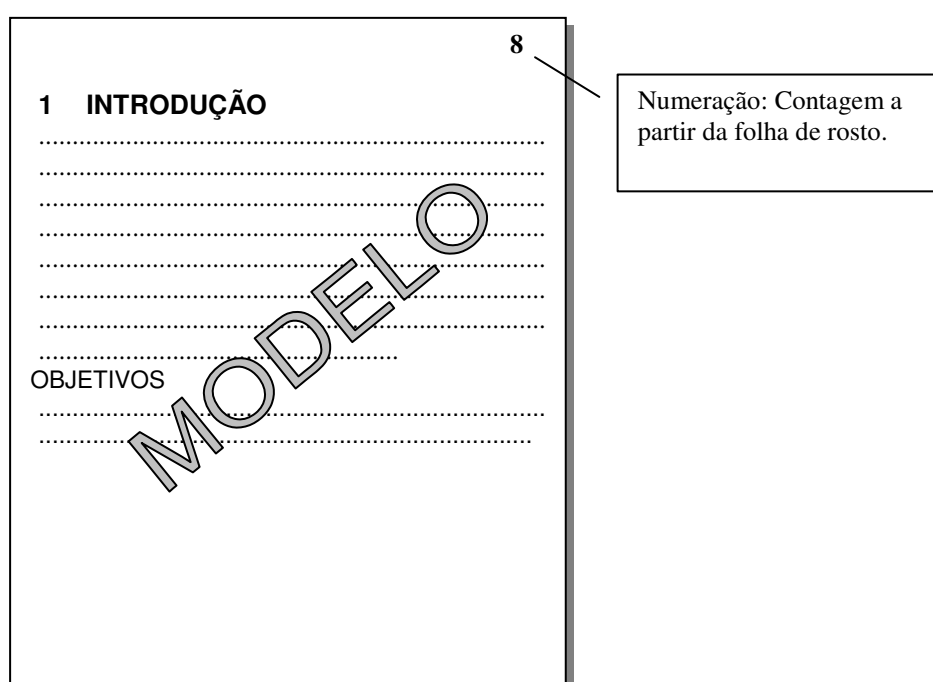 8
1 INTRODUÇÃO
..............................................................................
..............................................................................
..............................................................................
..............................................................................
..............................................................................
..............................................................................
..............................................................................
.......................................................
OBJETIVOS
..............................................................................
............................................................................
MODELO
Numeração: Contagem a
partir da folha de rosto.